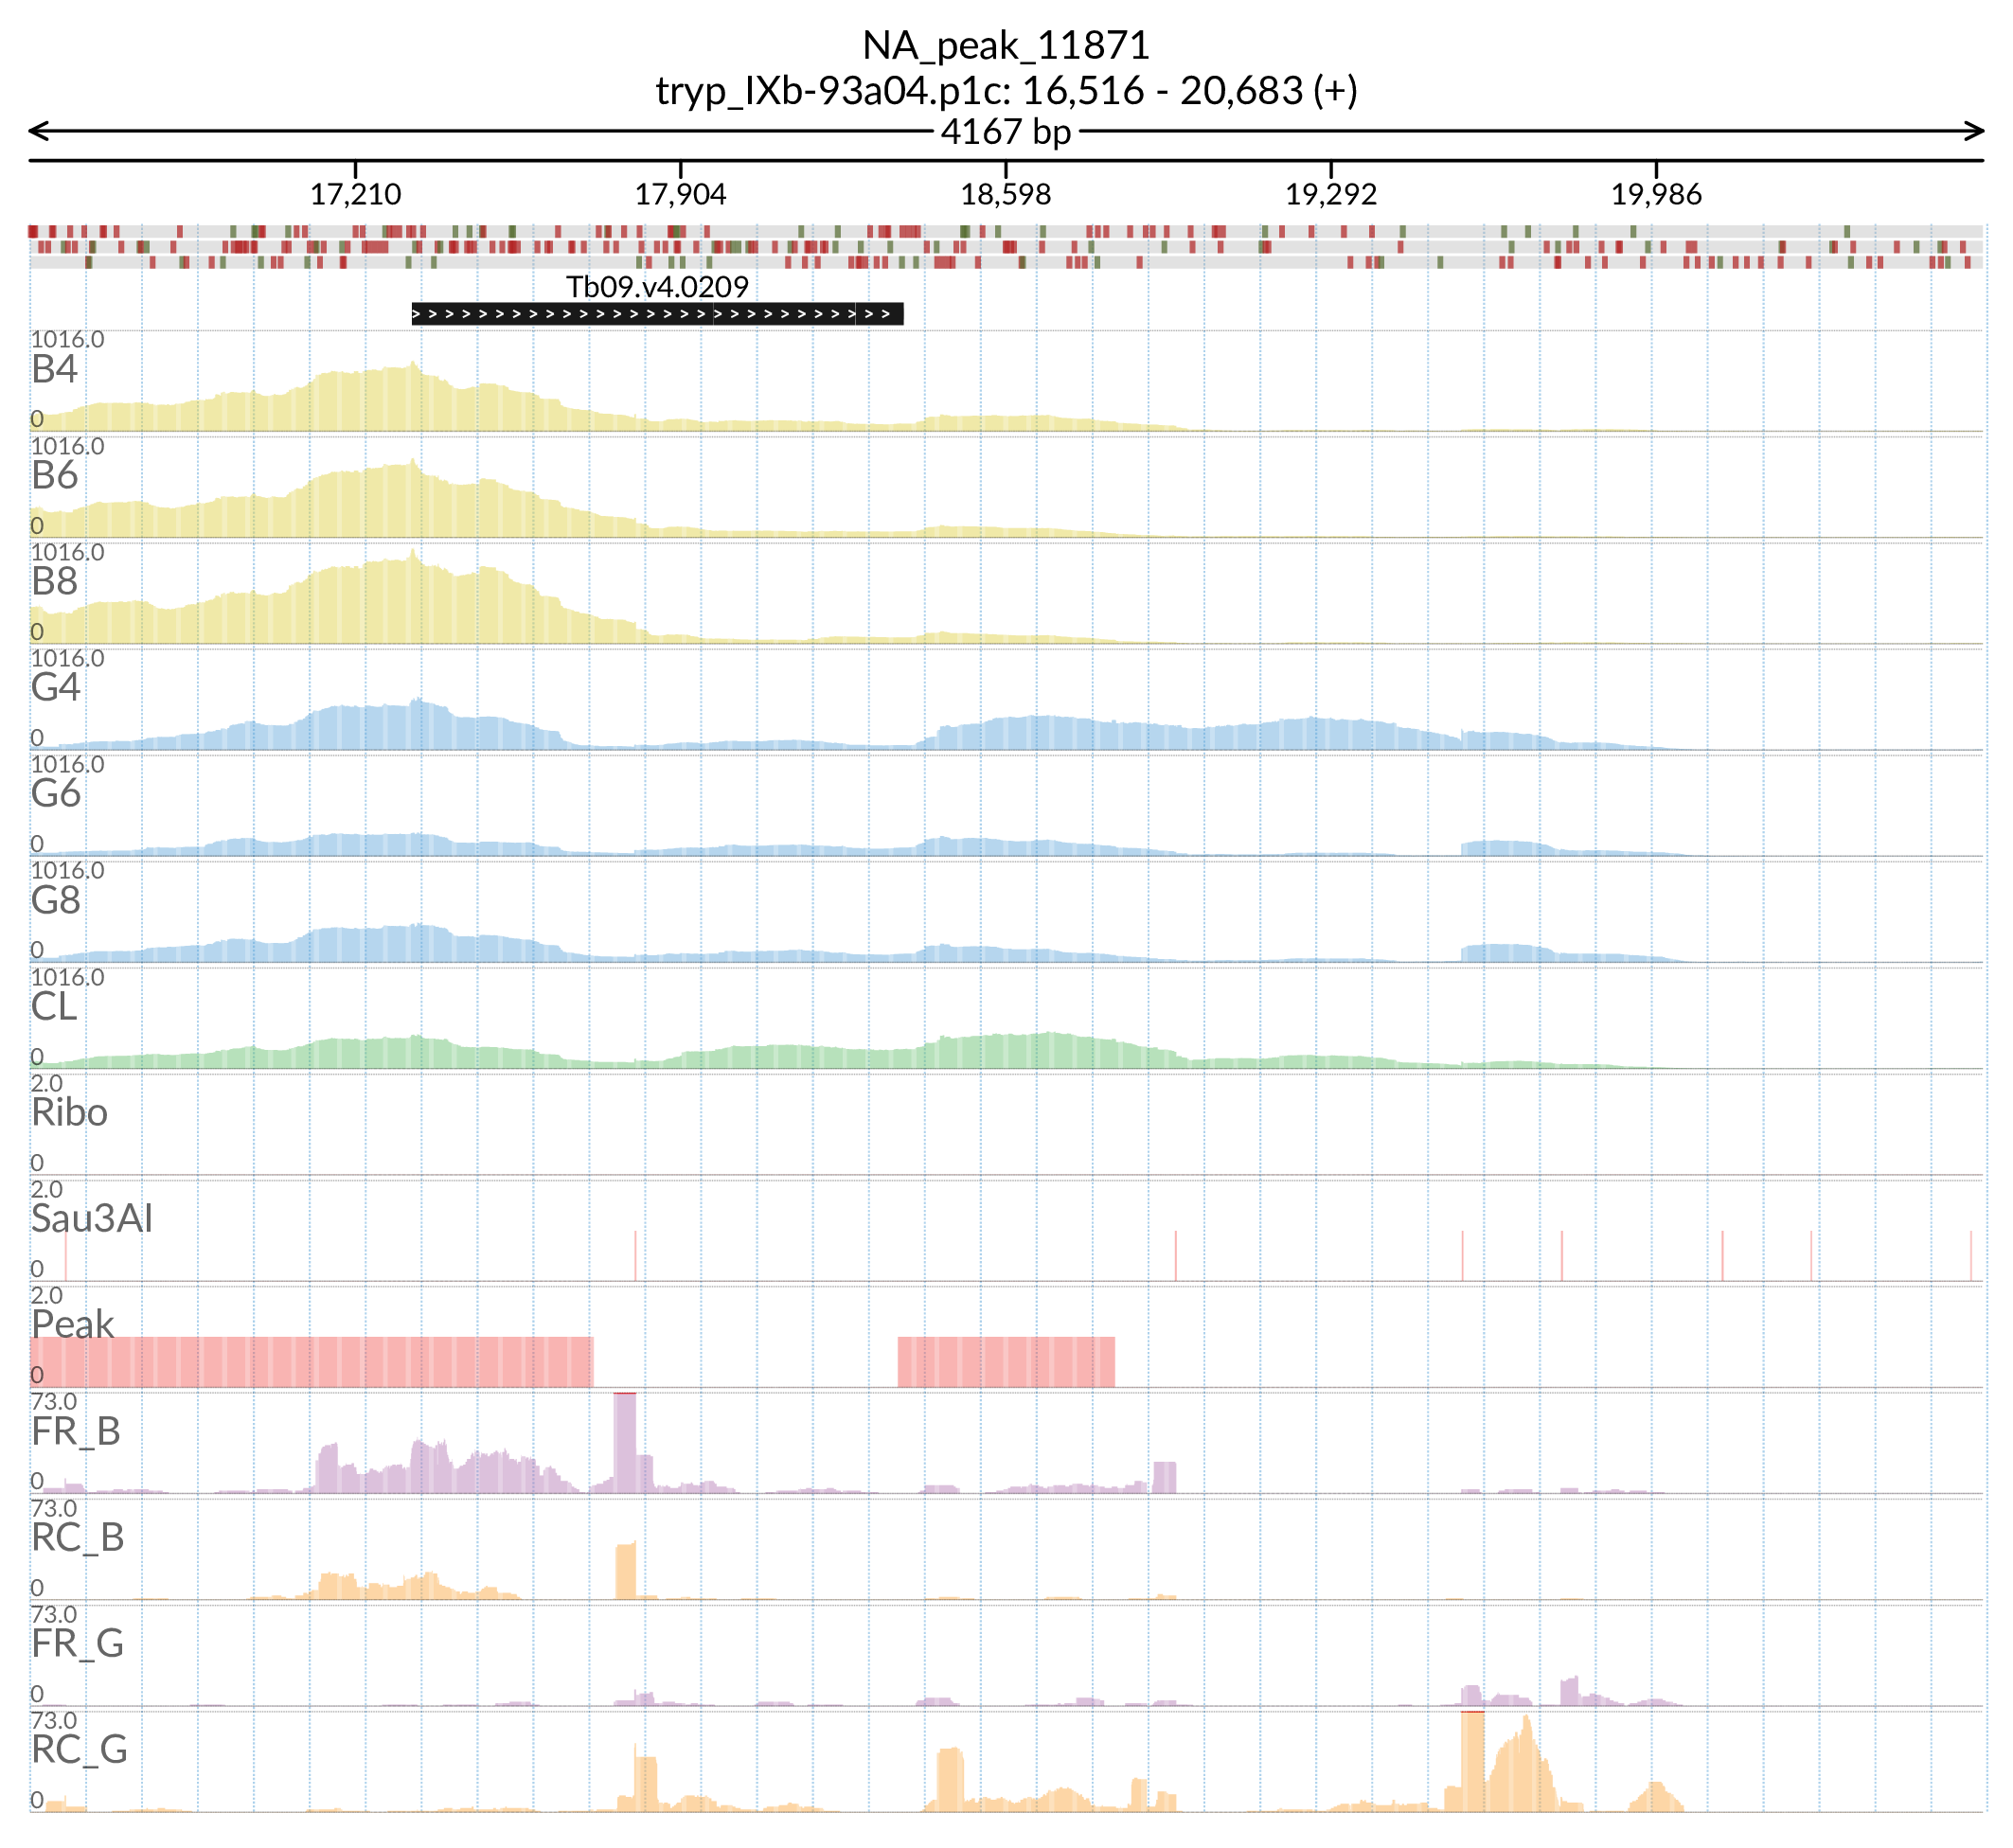 NA_peak_11871
tryp_IXb-93a04.p1c: 16,516 - 20,683 (+)
4167 bp
17,210 17,904 18,598 19,292 19,986
Tb09.v4.0209
1016.0
B4
0
1016.0
B6
0
1016.0
B8
0
1016.0
G4
0
1016.0
G6
0
1016.0
G8
0
1016.0
CL
0
2.0
Ribo
0
2.0
Sau3AI
0
2.0
Peak
0
73.0
FR_B
0
73.0
RC_B
0
73.0
FR_G
0
73.0
RC_G
0